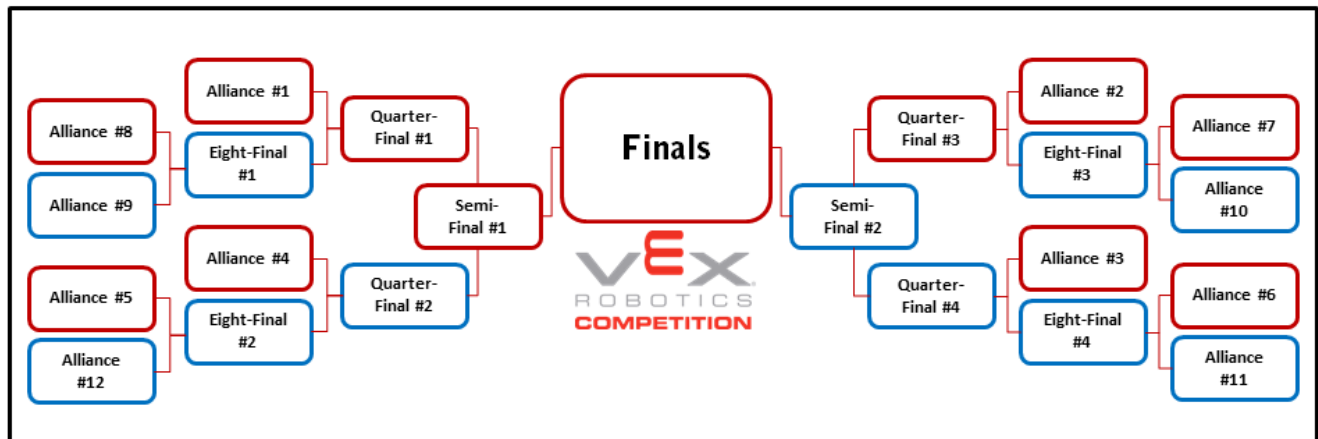 Alliance #8
Alliance #9
Alliance #5
Alliance
#12
Alliance #1
Eight-Final
#1
Alliance #4
Eight-Final
#2
Quarter-
Final #1
Quarter-
Final #2
Semi-
Final #1
Finals
VEX
ROBOTICS
COMPETITION
Semi-
Final #2
Quarter-
Final #3
Quarter-
Final #4
Alliance #2
Eight-Final
#3
Alliance #3
Eight-Final
#4
Alliance #7
Alliance
#10
Alliance #6
Alliance
#11